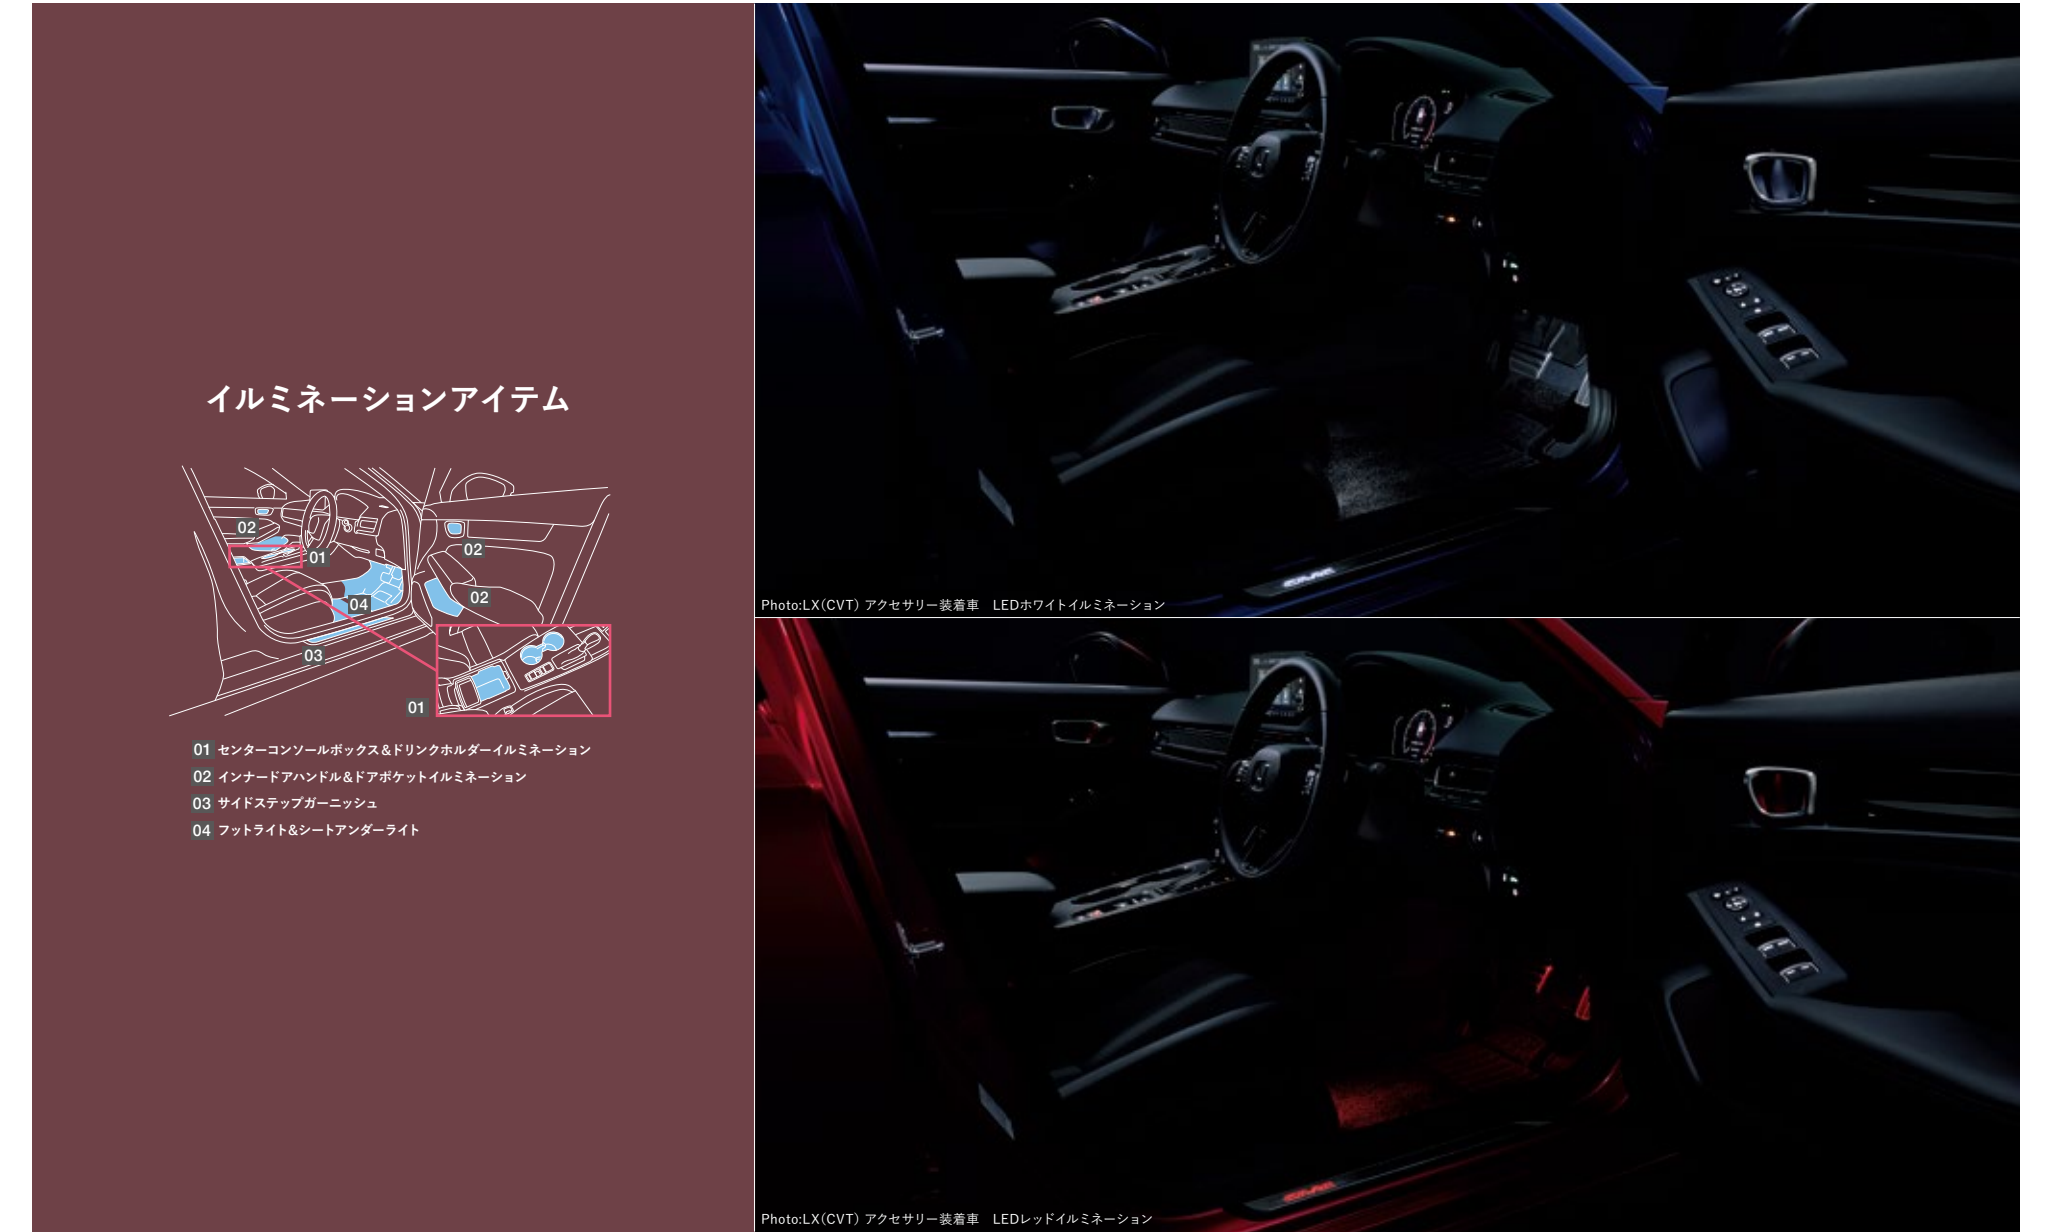 イルミネーションアイテム
02
01
02
02
04
03
01
01 センターコンソールボックス&ドリンクホルダーイルミネーション
02 インナードアハンドル&ドアポケットイルミネーション
03 サイドステップガーニッシュ
04 フットライト&シートアンダーライト
Photo:LX(CVT) アクセサリー装着車　LEDホワイトイルミネーション
Photo:LX(CVT) アクセサリー装着車　LEDレッドイルミネーション